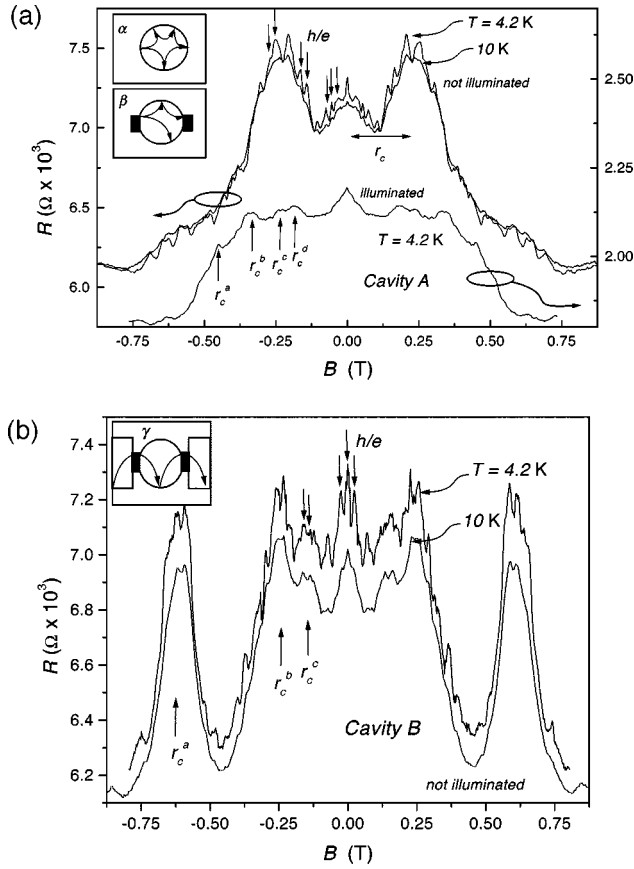 (a)
α
β
h/e
T = 4.2 K
10 K
not illuminated
r_c
illuminated
T = 4.2 K
r_c^a
r_c^b
r_c^c
r_c^d
Cavity A
R (Ω x 10³)
7.5
7.0
6.5
6.0
2.50
2.25
2.00
-0.75 -0.50 -0.25 0.00 0.25 0.50 0.75
B (T)
(b)
γ
h/e
T = 4.2 K
10 K
r_c^a
r_c^b
r_c^c
Cavity B
not illuminated
R (Ω x 10³)
7.4
7.2
7.0
6.8
6.6
6.4
6.2
-0.75 -0.50 -0.25 0.00 0.25 0.50 0.75
B (T)